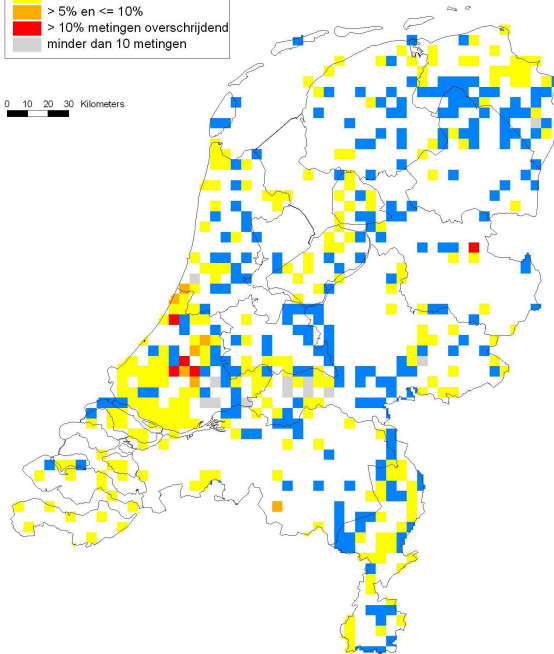 > 5% en <= 10%
> 10% metingen overschrijdend
minder dan 10 metingen
0 10 20 30 Kilometers